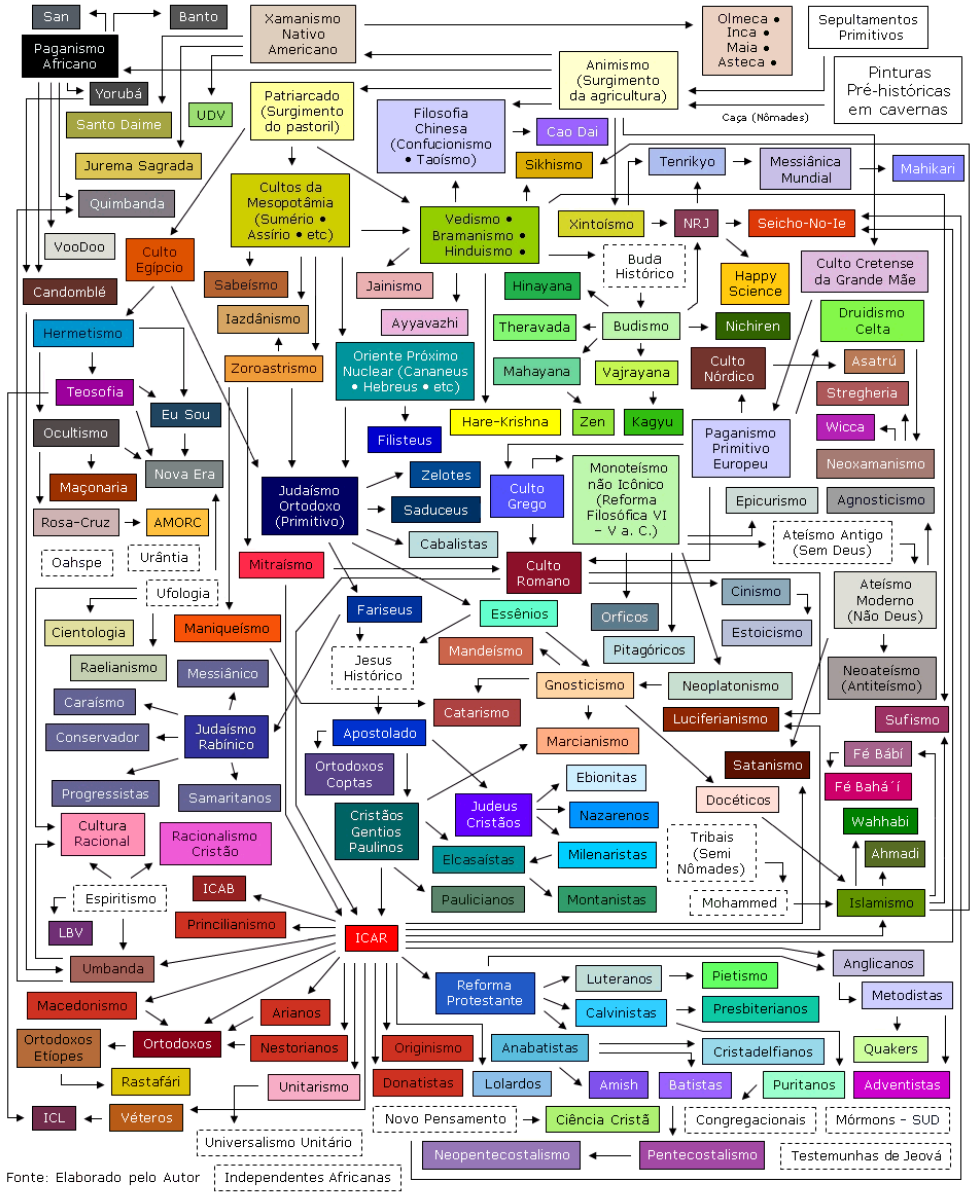 San
Banto
Xamanismo
Nativo
Americano
Olmeca •
Inca •
Maia •
Asteca •
Sepultamentos
Primitivos
Paganismo
Africano
Animismo
(Surgimento
da agricultura)
Pinturas
Pré-históricas
em cavernas
Caça (Nômades)
Yorubá
UDV
Santo Daime
Patriarcado
(Surgimento
do pastoril)
Filosofia
Chinesa
(Confucionismo
• Taoísmo)
Cao Dai
Sikhismo
Tenrikyo
Messiânica
Mundial
Mahikari
Jurema Sagrada
Quimbanda
Cultos da
Mesopotâmia
(Sumério •
Assírio • etc)
Vedismo •
Bramanismo •
Hinduismo •
Xintoísmo
NRJ
Seicho-No-Ie
VooDoo
Culto
Egípcio
Buda
Histórico
Culto Cretense
da Grande Mãe
Candomblé
Sabeísmo
Jainismo
Hinayana
Happy
Science
Iazdânismo
Ayyavazhi
Theravada
Budismo
Nichiren
Druidismo
Celta
Hermetismo
Zoroastrismo
Oriente Próximo
Nuclear (Cananeus
• Hebreus • etc)
Mahayana
Vajrayana
Culto
Nórdico
Asatrú
Teosofia
Eu Sou
Stregheria
Hare-Krishna
Zen
Kagyu
Wicca
Ocultismo
Filisteus
Paganismo
Primitivo
Europeu
Neoxamanismo
Nova Era
Maçonaria
Judaísmo
Ortodoxo
(Primitivo)
Zelotes
Culto
Grego
Monoteísmo
não Icônico
(Reforma
Filosófica VI
– V a. C.)
Epicurismo
Agnosticismo
Rosa-Cruz
AMORC
Saduceus
Ateísmo Antigo
(Sem Deus)
Oahspe
Urântia
Cabalistas
Mitraísmo
Culto
Romano
Ufologia
Cinismo
Ateísmo
Moderno
(Não Deus)
Fariseus
Essênios
Orficos
Cientologia
Maniqueísmo
Estoicismo
Mandeísmo
Pitagóricos
Raelianismo
Messiânico
Jesus
Histórico
Gnosticismo
Neoplatonismo
Neoateísmo
(Antiteísmo)
Caraísmo
Catarismo
Luciferianismo
Sufismo
Conservador
Judaísmo
Rabínico
Apostolado
Marcianismo
Fé Bábí
Satanismo
Ortodoxos
Coptas
Ebionitas
Fé Bahá´í
Progressistas
Samaritanos
Judeus
Cristãos
Docéticos
Cultura
Racional
Racionalismo
Cristão
Cristãos
Gentios
Paulinos
Nazarenos
Wahhabi
Tribais
(Semi
Nômades)
Elcasaístas
Milenaristas
Ahmadi
ICAB
Espiritismo
Paulicianos
Montanistas
Mohammed
Islamismo
Princilianismo
LBV
ICAR
Umbanda
Anglicanos
Reforma
Protestante
Luteranos
Pietismo
Metodistas
Macedonismo
Arianos
Calvinistas
Presbiterianos
Ortodoxos
Etíopes
Ortodoxos
Nestorianos
Originismo
Anabatistas
Cristadelfianos
Quakers
Rastafári
Unitarismo
Donatistas
Lolardos
Amish
Batistas
Puritanos
Adventistas
ICL
Véteros
Novo Pensamento
Ciência Cristã
Congregacionais
Mórmons – SUD
Universalismo Unitário
Neopentecostalismo
Pentecostalismo
Testemunhas de Jeová
Fonte: Elaborado pelo Autor
Independentes Africanas